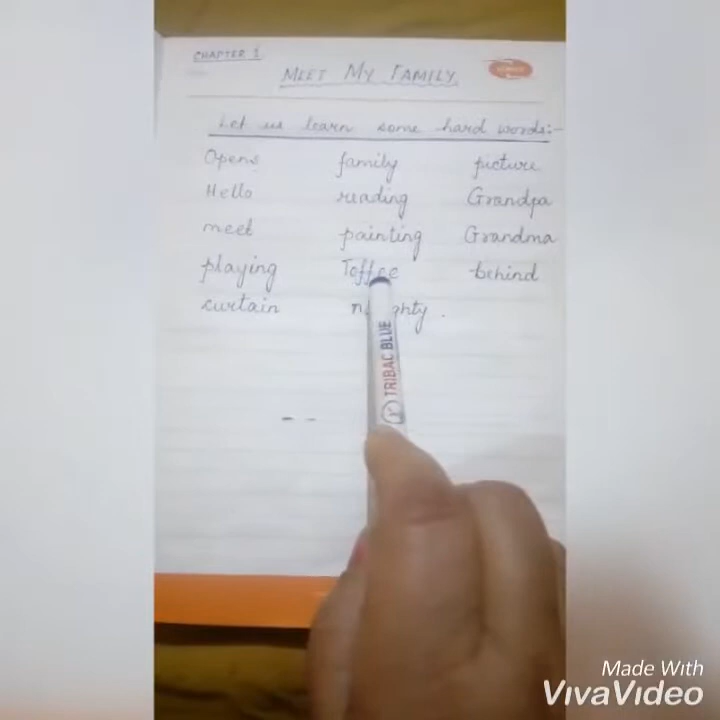 CHAPTER 1
MEET MY FAMILY
Let us learn some hard words:-
Opens family picture
Hello reading Grandpa
meet painting Grandma
playing Toffee behind
curtain
TRIBAC BLUE
Made With
VivaVideo